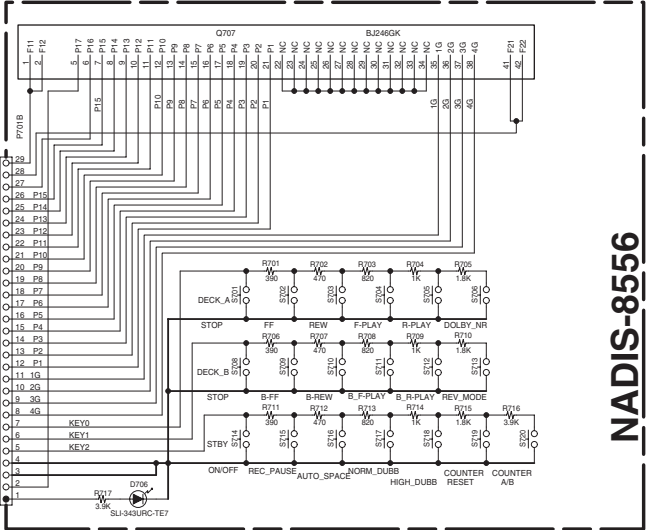 Q707 BJ246GK
F11 F12 P17 P16 P15 P14 P13 P12 P11 P10 P9 P8 P7 P6 P5 P4 P3 P2 P1 NC NC NC NC NC NC NC NC NC NC NC NC NC 1G 2G 3G 4G F21 F22
1 2 5 6 7 8 9 10 11 12 13 14 15 16 17 18 19 20 21 22 23 24 25 26 27 28 29 30 31 32 33 34 35 36 37 38 41 42
P15 P10 P9 P8 P7 P6 P5 P4 P3 P2 P1 1G 2G 3G 4G
P701B
29
28
27
26 P15
25 P14
24 P13
23 P12
22 P11
21 P10
20 P9
19 P8
18 P7
17 P6
16 P5
15 P4
14 P3
13 P2
12 P1
11 1G
10 2G
9 3G
8 4G
7 KEY0
6 KEY1
5 KEY2
4
3
2
1
R701 R702 R703 R704 R705
390 470 820 1K 1.8K
DECK_A S701 S702 S703 S704 S705 S706
STOP FF REW F-PLAY R-PLAY DOLBY_NR
R706 R707 R708 R709 R710
390 470 820 1K 1.8K
DECK_B S708 S709 S710 S711 S712 S713
STOP B-FF B-REW B_F-PLAY B_R-PLAY REV_MODE
R711 R712 R713 R714 R715 R716
390 470 820 1K 1.8K 3.9K
STBY S714 S715 S716 S717 S718 S719 S720
ON/OFF REC_PAUSE AUTO_SPACE NORM_DUBB HIGH_DUBB COUNTER RESET COUNTER A/B
R717
3.9K
D706
SLI-343URC-TE7
NADIS-8556